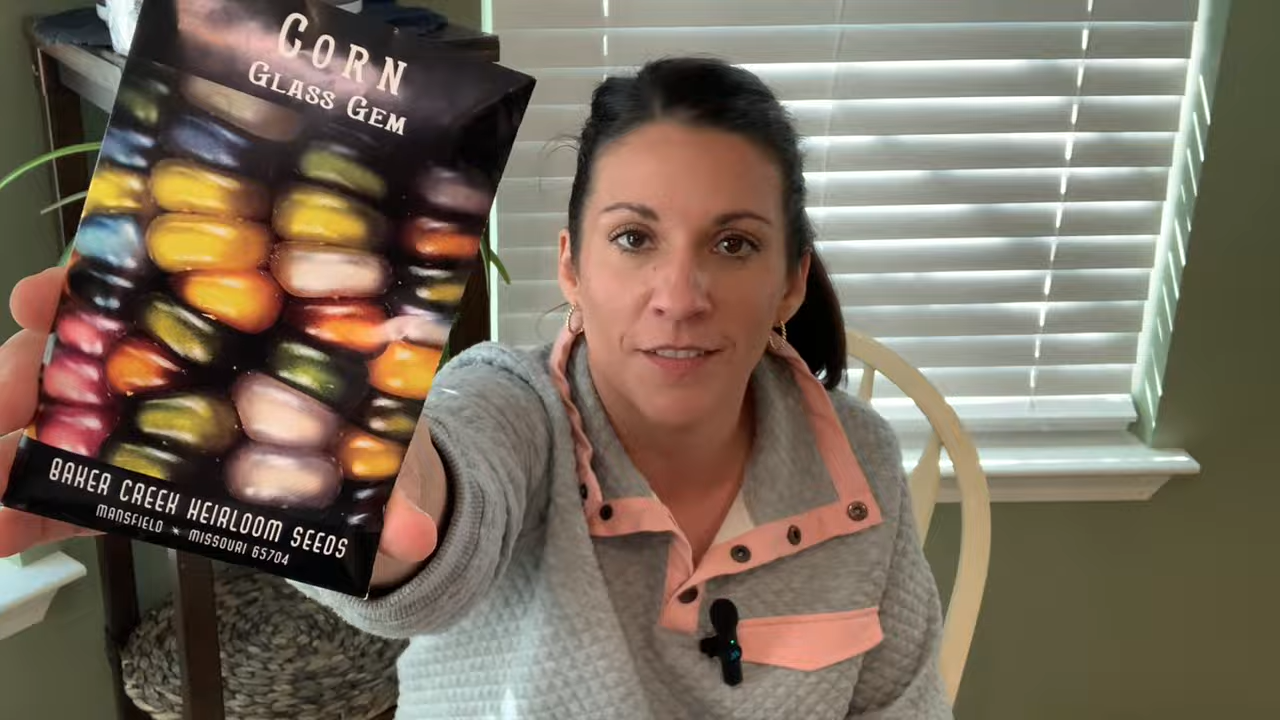 CORN
GLASS GEM
BAKER CREEK HEIRLOOM SEEDS
MANSFIELD * MISSOURI 65704